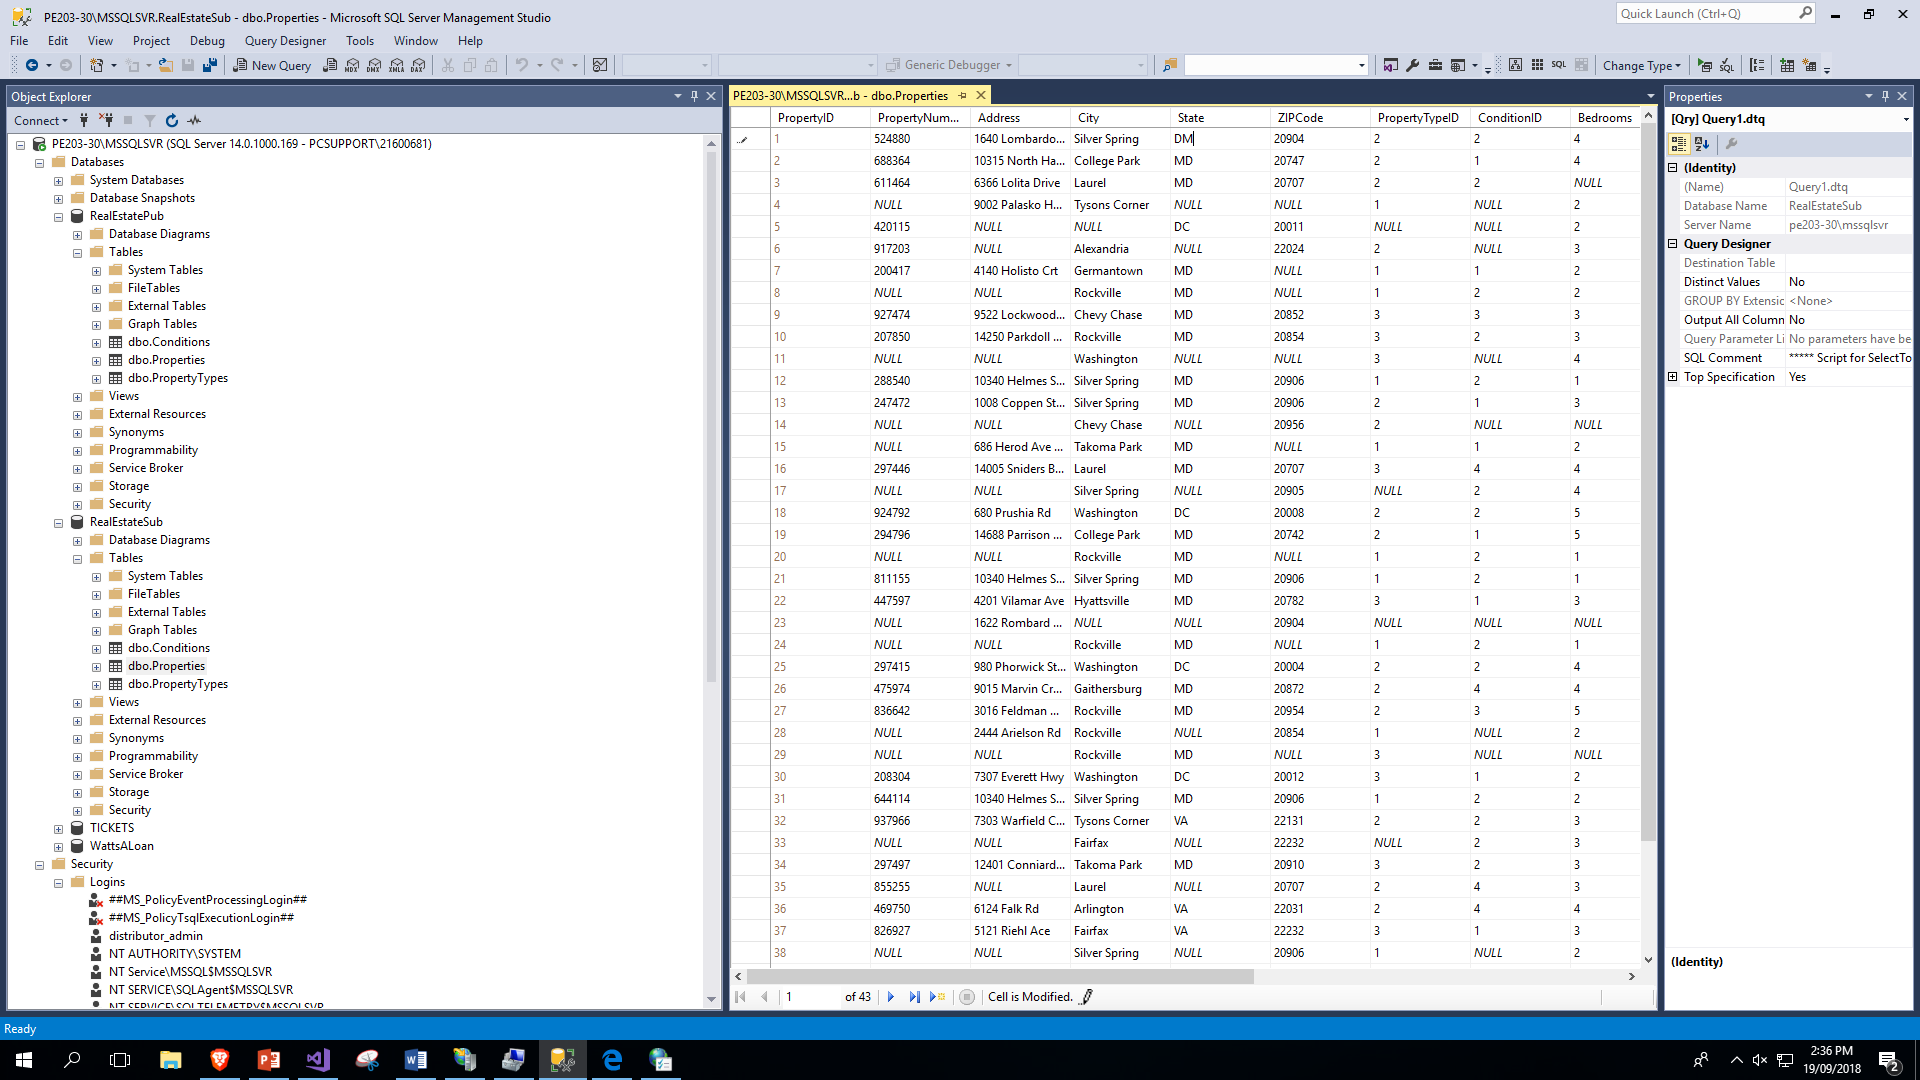 PE203-30\MSSQLSVR.RealEstateSub - dbo.Properties - Microsoft SQL Server Management Studio
Quick Launch (Ctrl+Q)
File Edit View Project Debug Query Designer Tools Window Help
New Query MDX DMX XMLA DAX Generic Debugger SQL Change Type
Object Explorer
Connect
PE203-30\MSSQLSVR (SQL Server 14.0.1000.169 - PCSUPPORT\21600681)
Databases
System Databases
Database Snapshots
RealEstatePub
Database Diagrams
Tables
System Tables
FileTables
External Tables
Graph Tables
dbo.Conditions
dbo.Properties
dbo.PropertyTypes
Views
External Resources
Synonyms
Programmability
Service Broker
Storage
Security
RealEstateSub
Database Diagrams
Tables
System Tables
FileTables
External Tables
Graph Tables
dbo.Conditions
dbo.Properties
dbo.PropertyTypes
Views
External Resources
Synonyms
Programmability
Service Broker
Storage
Security
TICKETS
WattsALoan
Security
Logins
##MS_PolicyEventProcessingLogin##
##MS_PolicyTsqlExecutionLogin##
distributor_admin
NT AUTHORITY\SYSTEM
NT Service\MSSQL$MSSQLSVR
NT SERVICE\SQLAgent$MSSQLSVR
NT SERVICE\SQLTELEMETRY$MSSQLSVR
PE203-30\MSSQLSVR...b - dbo.Properties
PropertyID PropertyNum... Address City State ZIPCode PropertyTypeID ConditionID Bedrooms
1 524880 1640 Lombardo... Silver Spring DM 20904 2 2 4
2 688364 10315 North Ha... College Park MD 20747 2 1 4
3 611464 6366 Lolita Drive Laurel MD 20707 2 2 NULL
4 NULL 9002 Palasko H... Tysons Corner NULL NULL 1 NULL 2
5 420115 NULL NULL DC 20011 NULL NULL 2
6 917203 NULL Alexandria NULL 22024 2 NULL 3
7 200417 4140 Holisto Crt Germantown MD NULL 1 1 2
8 NULL NULL Rockville MD NULL 1 2 2
9 927474 9522 Lockwood... Chevy Chase MD 20852 3 3 3
10 207850 14250 Parkdoll ... Rockville MD 20854 3 2 3
11 NULL NULL Washington NULL NULL 3 NULL 4
12 288540 10340 Helmes S... Silver Spring MD 20906 1 2 1
13 247472 1008 Coppen St... Silver Spring MD 20906 2 1 3
14 NULL NULL Chevy Chase NULL 20956 2 NULL NULL
15 NULL 686 Herod Ave ... Takoma Park MD NULL 1 1 2
16 297446 14005 Sniders B... Laurel MD 20707 3 4 4
17 NULL NULL Silver Spring NULL 20905 NULL 2 4
18 924792 680 Prushia Rd Washington DC 20008 2 2 5
19 294796 14688 Parrison ... College Park MD 20742 2 1 5
20 NULL NULL Rockville MD NULL 1 2 1
21 811155 10340 Helmes S... Silver Spring MD 20906 1 2 1
22 447597 4201 Vilamar Ave Hyattsville MD 20782 3 1 3
23 NULL 1622 Rombard ... NULL NULL 20904 NULL NULL NULL
24 NULL NULL Rockville MD NULL 1 2 1
25 297415 980 Phorwick St... Washington DC 20004 2 2 4
26 475974 9015 Marvin Cr... Gaithersburg MD 20872 2 4 4
27 836642 3016 Feldman ... Rockville MD 20954 2 3 5
28 NULL 2444 Arielson Rd Rockville NULL 20854 1 NULL 2
29 NULL NULL Rockville MD NULL 3 NULL NULL
30 208304 7307 Everett Hwy Washington DC 20012 3 1 2
31 644114 10340 Helmes S... Silver Spring MD 20906 1 2 2
32 937966 7303 Warfield C... Tysons Corner VA 22131 2 2 3
33 NULL NULL Fairfax NULL 22232 NULL 2 3
34 297497 12401 Conniard... Takoma Park MD 20910 3 2 3
35 855255 NULL Laurel NULL 20707 2 4 3
36 469750 6124 Falk Rd Arlington VA 22031 2 4 4
37 826927 5121 Riehl Ace Fairfax VA 22232 3 1 3
38 NULL NULL Silver Spring NULL 20906 1 NULL 2
1 of 43 Cell is Modified.
Properties
[Qry] Query1.dtq
(Identity)
(Name) Query1.dtq
Database Name RealEstateSub
Server Name pe203-30\mssqlsvr
Query Designer
Destination Table
Distinct Values No
GROUP BY Extensic <None>
Output All Column No
Query Parameter Li No parameters have be
SQL Comment ***** Script for SelectTo
Top Specification Yes
(Identity)
Ready
2:36 PM
19/09/2018
2